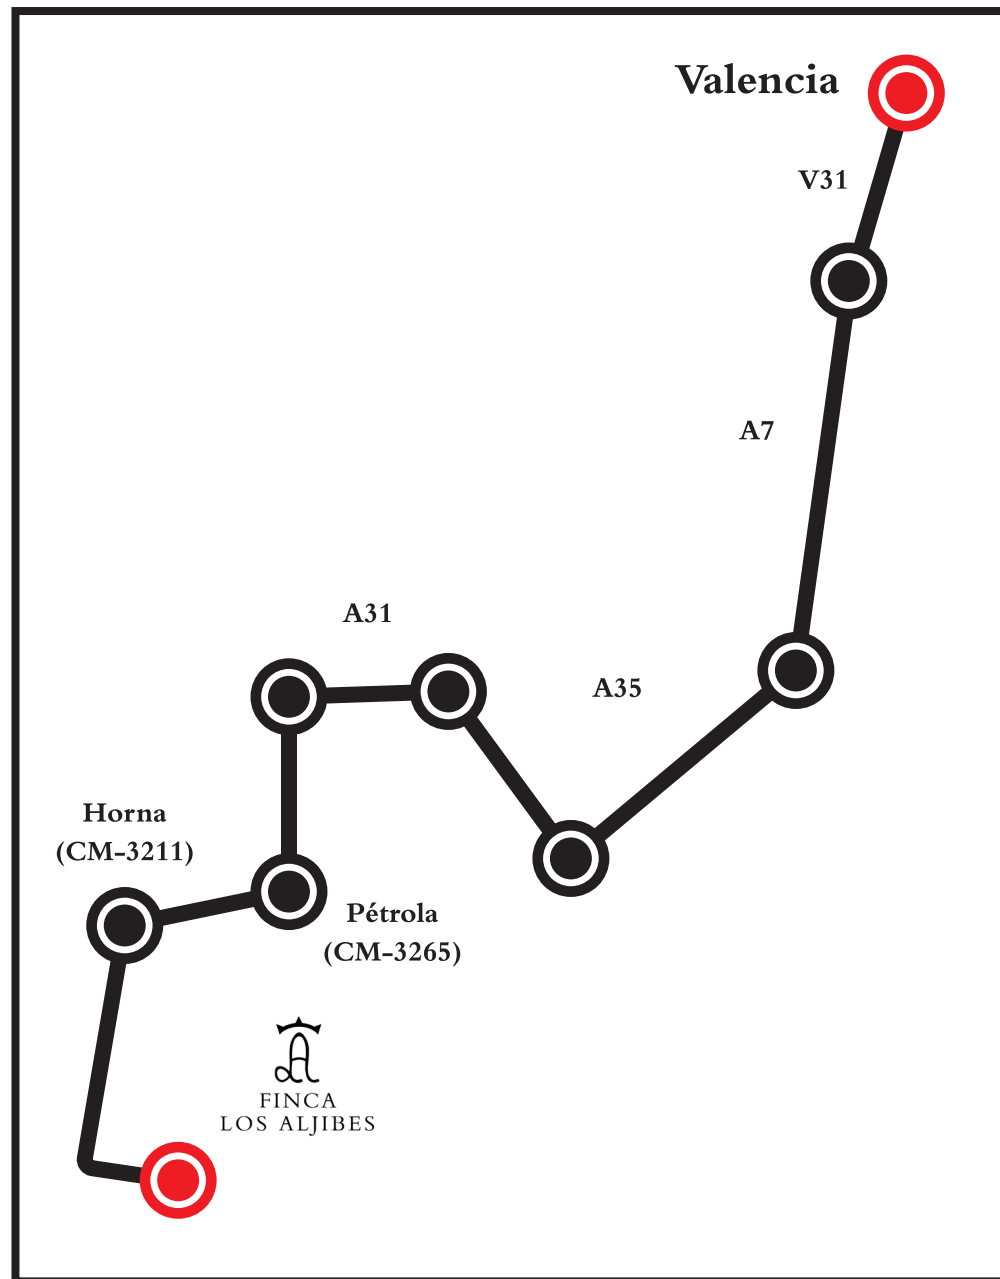 Valencia
V31
A7
A31
A35
Horna
(CM-3211)
Pétrola
(CM-3265)
FINCA
LOS ALJIBES